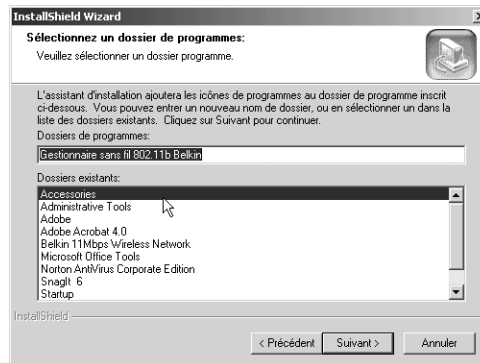 InstallShield Wizard
Sélectionnez un dossier de programmes:
Veuillez sélectionner un dossier programme.
L'assistant d'installation ajoutera les icônes de programmes au dossier de programme inscrit
ci-dessous. Vous pouvez entrer un nouveau nom de dossier, ou en sélectionner un dans la
liste des dossiers existants. Cliquez sur Suivant pour continuer.
Dossiers de programmes:
Gestionnaire sans fil 802.11b Belkin
Dossiers existants:
Accessories
Administrative Tools
Adobe
Adobe Acrobat 4.0
Belkin 11Mbps Wireless Network
Microsoft Office Tools
Norton AntiVirus Corporate Edition
SnagIt 6
Startup
InstallShield
< Précédent Suivant > Annuler